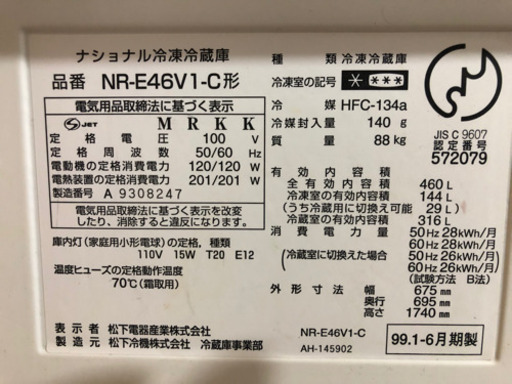 ナショナル冷凍冷蔵庫
品番 NR-E46V1-C形
電気用品取締法に基づく表示
S JET M R K K
定格電圧 100 V
定格周波数 50/60 Hz
電動機の定格消費電力 120/120 W
電熱装置の定格消費電力 201/201 W
製造番号 A 9308247
電気用品取締法に基づく表示を改変
したり、消除すると違反になります。
庫内灯(家庭用小形電球)の定格、種類
110V 15W T20 E12
温度ヒューズの定格動作温度
70℃(霜取用)
表示者 松下電器産業株式会社
製造元 松下冷機株式会社 冷蔵庫事業部
種類 冷凍冷蔵庫
冷凍室の記号 * ***
冷媒 HFC-134a
冷媒封入量 140 g
質量 88 kg
JIS C 9607
認定番号
572079
有効内容積
全有効内容積 460 L
冷凍室の有効内容積 144 L
(うち冷蔵用に切換え可能 29 L)
冷蔵室の有効内容積 316 L
消費電力量 50Hz 28kWh/月
60Hz 28kWh/月
(冷蔵室に切換えた場合 50Hz 26kWh/月
60Hz 26kWh/月)
(試験方法 B法)
外形寸法 幅 675 mm
奥行 695 mm
高さ 1740 mm
NR-E46V1-C
AH-145902
99.1-6月期製